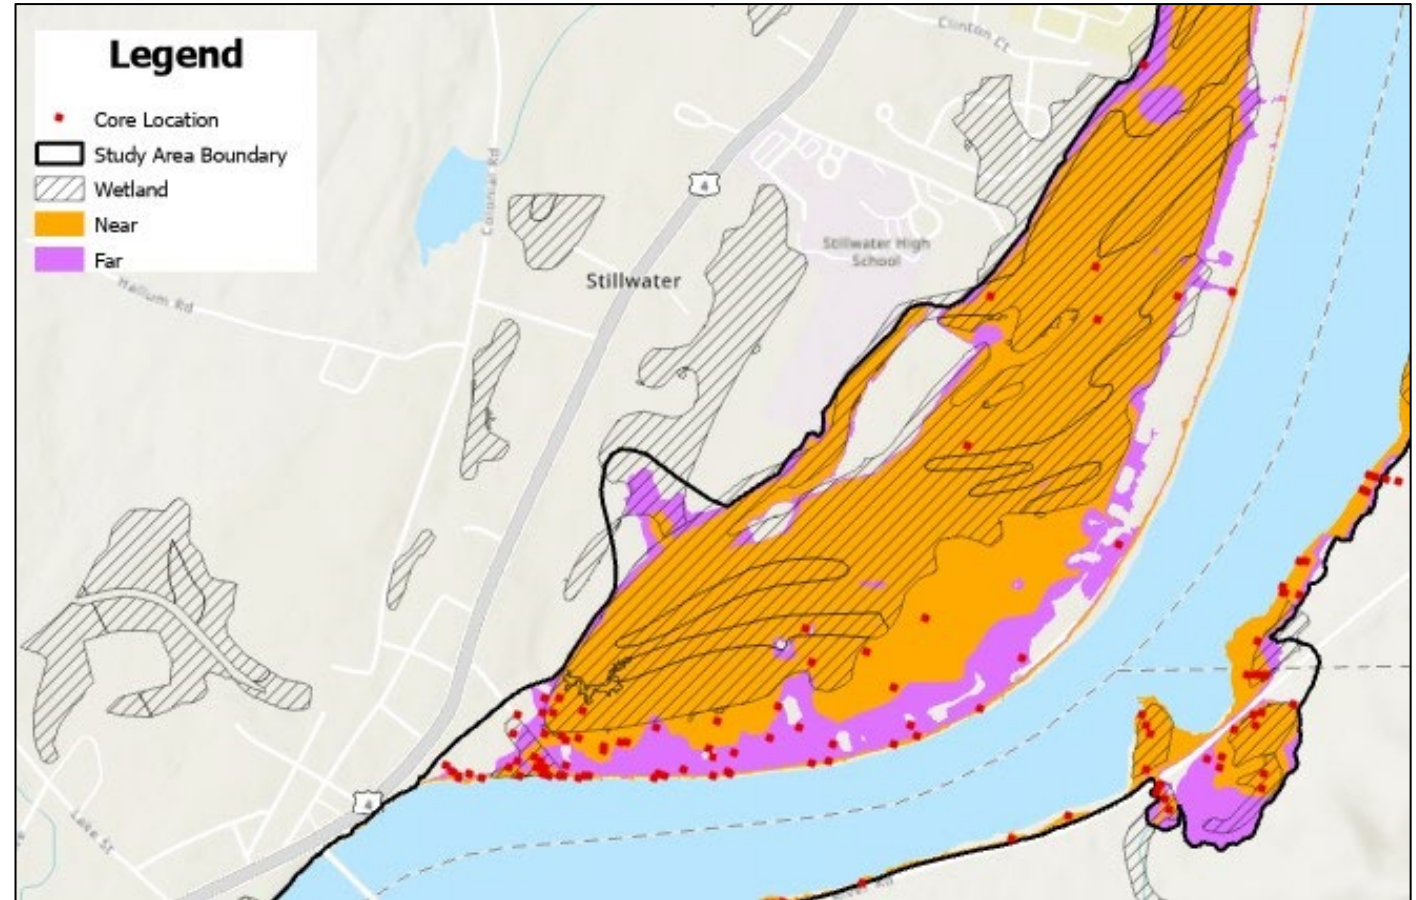 Legend
Core Location
Study Area Boundary
Wetland
Near
Far
Clinton Ct
4
Colonial Rd
Stillwater High
School
Stillwater
Hallum Rd
4
Lake St
Rd